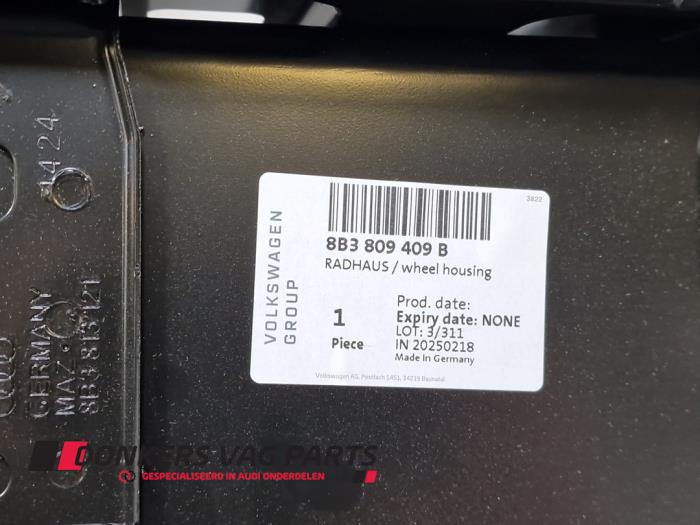 3822
8B3 809 409 B
RADHAUS / wheel housing
VOLKSWAGEN
GROUP
1
Piece
Prod. date:
Expiry date: NONE
LOT: 3/311
IN 20250218
Made in Germany
Volkswagen AG, Postfach 1451, 34219 Baunatal
24
GERMANY
DONKERS VAG PARTS
GESPECIALISEERD IN AUDI ONDERDELEN